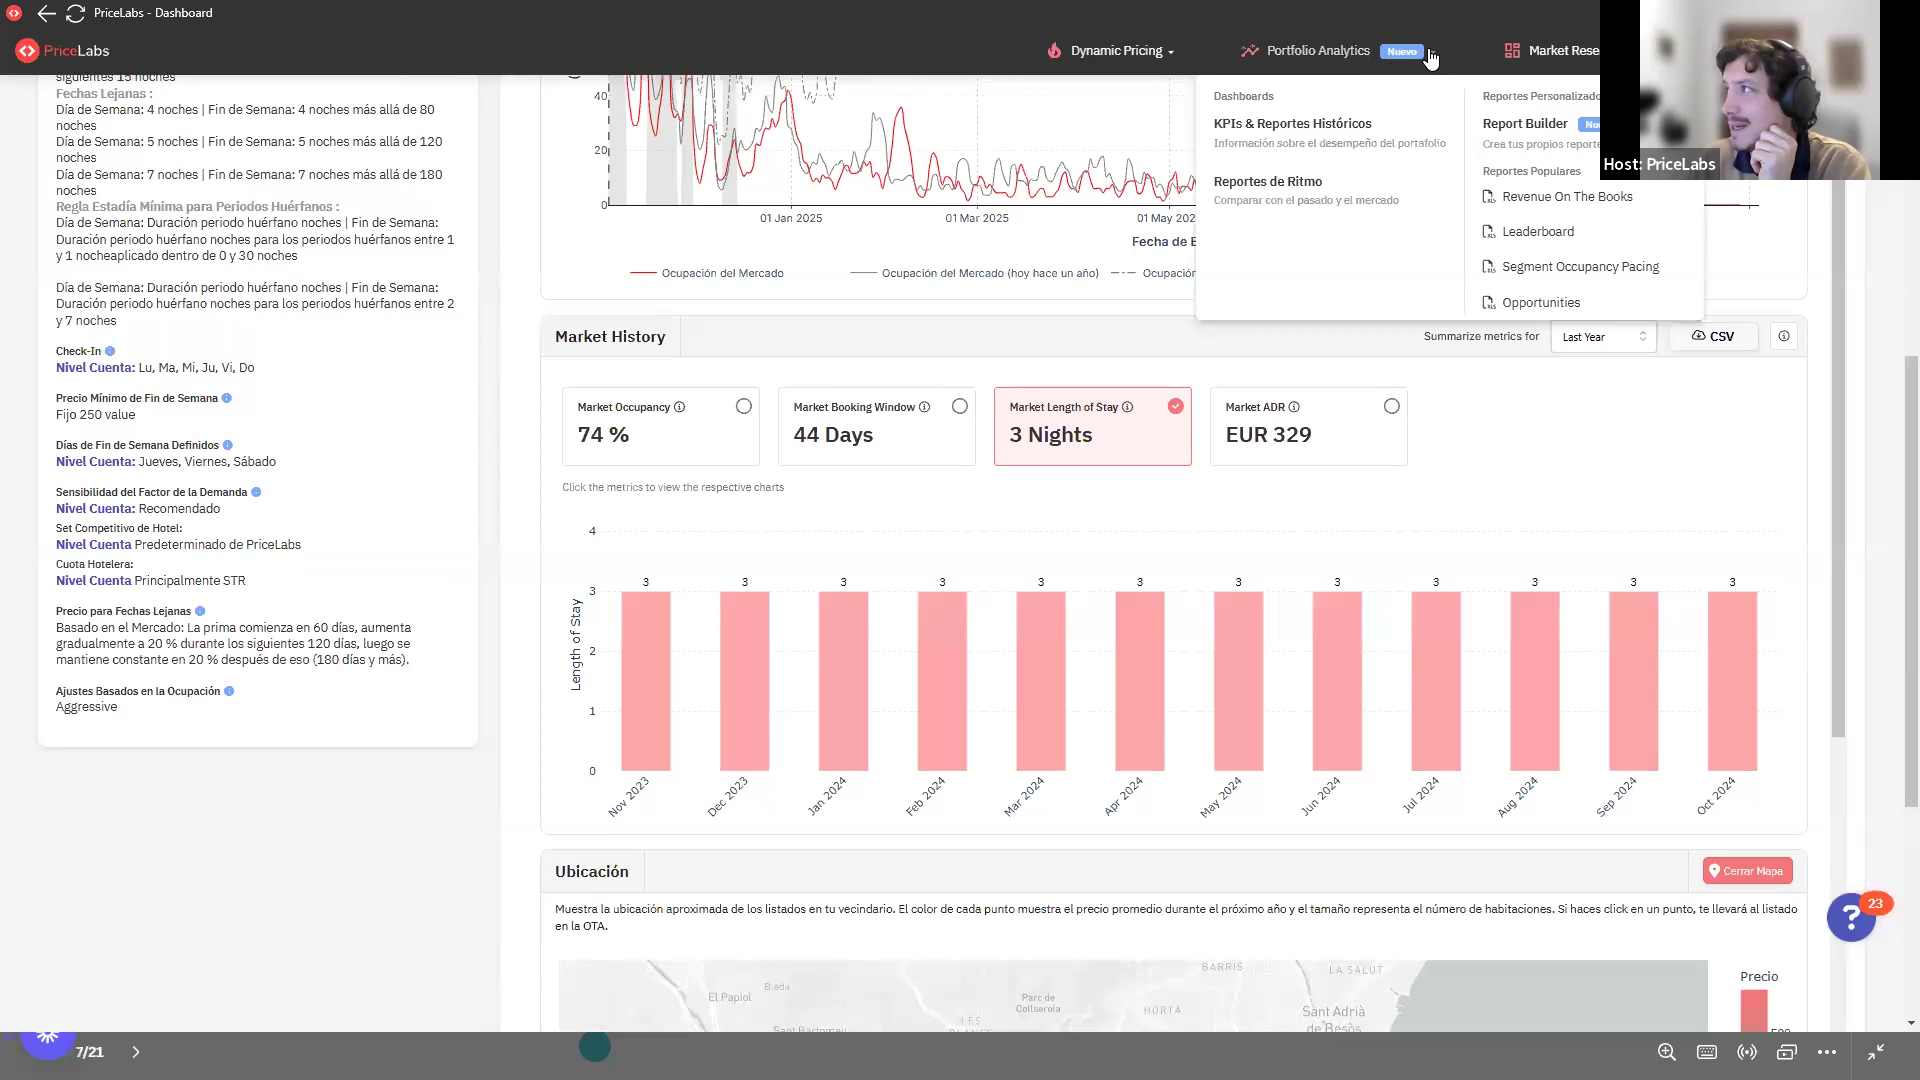 PriceLabs - Dashboard
PriceLabs
Dynamic Pricing
Portfolio Analytics
Nuevo
Market Rese
siguientes 15 noches
Fechas Lejanas :
Día de Semana: 4 noches | Fin de Semana: 4 noches más allá de 80
noches
Día de Semana: 5 noches | Fin de Semana: 5 noches más allá de 120
noches
Día de Semana: 7 noches | Fin de Semana: 7 noches más allá de 180
noches
Regla Estadía Mínima para Periodos Huérfanos :
Día de Semana: Duración periodo huérfano noches | Fin de Semana:
Duración periodo huérfano noches para los periodos huérfanos entre 1
y 1 nocheaplicado dentro de 0 y 30 noches
Día de Semana: Duración periodo huérfano noches | Fin de Semana:
Duración periodo huérfano noches para los periodos huérfanos entre 2
y 7 noches
Check-In
Nivel Cuenta: Lu, Ma, Mi, Ju, Vi, Do
Precio Mínimo de Fin de Semana
Fijo 250 value
Días de Fin de Semana Definidos
Nivel Cuenta: Jueves, Viernes, Sábado
Sensibilidad del Factor de la Demanda
Nivel Cuenta: Recomendado
Set Competitivo de Hotel:
Nivel Cuenta Predeterminado de PriceLabs
Cuota Hotelera:
Nivel Cuenta Principalmente STR
Precio para Fechas Lejanas
Basado en el Mercado: La prima comienza en 60 días, aumenta
gradualmente a 20 % durante los siguientes 120 días, luego se
mantiene constante en 20 % después de eso (180 días y más).
Ajustes Basados en la Ocupación
Aggressive
40
20
0
01 Jan 2025
01 Mar 2025
01 May 202
Fecha de E
Ocupación del Mercado
Ocupación del Mercado (hoy hace un año)
Ocupación
Dashboards
KPIs & Reportes Históricos
Información sobre el desempeño del portafolio
Reportes de Ritmo
Comparar con el pasado y el mercado
Reportes Personalizado
Report Builder
Nu
Crea tus propios reporte
Reportes Populares
Revenue On The Books
Leaderboard
Segment Occupancy Pacing
Opportunities
Host: PriceLabs
Market History
Summarize metrics for
Last Year
CSV
Market Occupancy
74 %
Market Booking Window
44 Days
Market Length of Stay
3 Nights
Market ADR
EUR 329
Click the metrics to view the respective charts
Length of Stay
4
3
2
1
0
3 3 3 3 3 3 3 3 3 3 3 3
Nov 2023
Dec 2023
Jan 2024
Feb 2024
Mar 2024
Apr 2024
May 2024
Jun 2024
Jul 2024
Aug 2024
Sep 2024
Oct 2024
Ubicación
Cerrar Mapa
Muestra la ubicación aproximada de los listados en tu vecindario. El color de cada punto muestra el precio promedio durante el próximo año y el tamaño representa el número de habitaciones. Si haces click en un punto, te llevará al listado
en la OTA.
BARRIS
LA SALUT
El Papiol
Parc de
Collserola
HORTA
Sant Adrià
de Besòs
LES
Precio
23
7/21